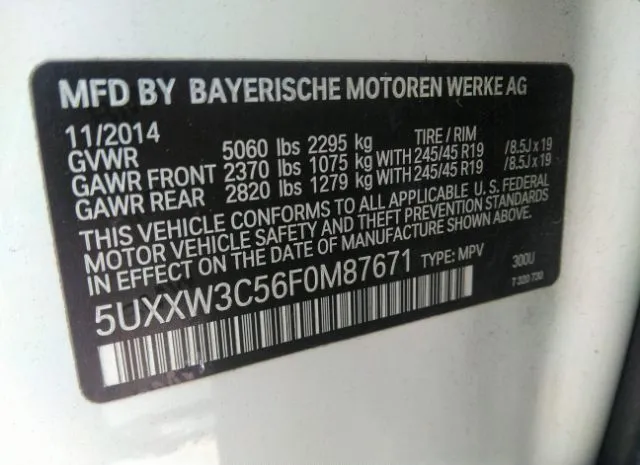 MFD BY BAYERISCHE MOTOREN WERKE AG
11/2014 TIRE / RIM
GVWR 5060 lbs 2295 kg
GAWR FRONT 2370 lbs 1075 kg WITH 245/45 R19 /8.5J x 19
GAWR REAR 2820 lbs 1279 kg WITH 245/45 R19 /8.5J x 19
THIS VEHICLE CONFORMS TO ALL APPLICABLE U.S. FEDERAL
MOTOR VEHICLE SAFETY AND THEFT PREVENTION STANDARDS
IN EFFECT ON THE DATE OF MANUFACTURE SHOWN ABOVE.
5UXXW3C56F0M87671 TYPE: MPV 300U
7 320 730